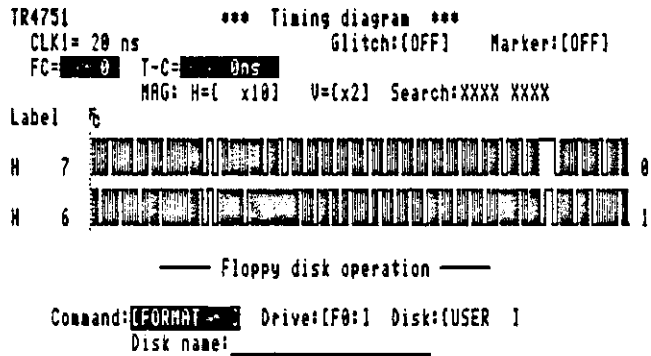 TR4751 *** Timing diagram ***
CLK1= 20 ns Glitch:[OFF] Marker:[OFF]
FC= 0 T-C= 0ns
MAG: H=[ x10] V=[x2] Search:XXXX XXXX
Label
H 7 0
H 6 1
Floppy disk operation
Command:[FORMAT ] Drive:[F0:] Disk:[USER ]
Disk name: